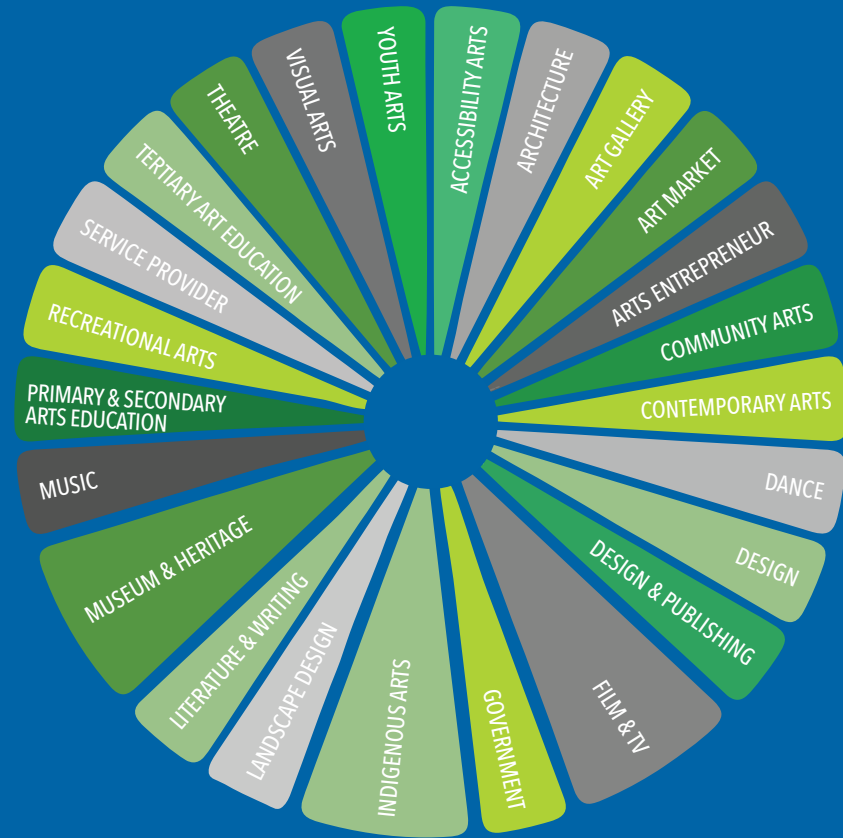 ACCESSIBILITY ARTS
ARCHITECTURE
ART GALLERY
ART MARKET
ARTS ENTREPRENEUR
COMMUNITY ARTS
CONTEMPORARY ARTS
DANCE
DESIGN
DESIGN & PUBLISHING
FILM & TV
GOVERNMENT
INDIGENOUS ARTS
LANDSCAPE DESIGN
LITERATURE & WRITING
MUSEUM & HERITAGE
MUSIC
PRIMARY & SECONDARY
ARTS EDUCATION
RECREATIONAL ARTS
SERVICE PROVIDER
TERTIARY ART EDUCATION
THEATRE
VISUAL ARTS
YOUTH ARTS